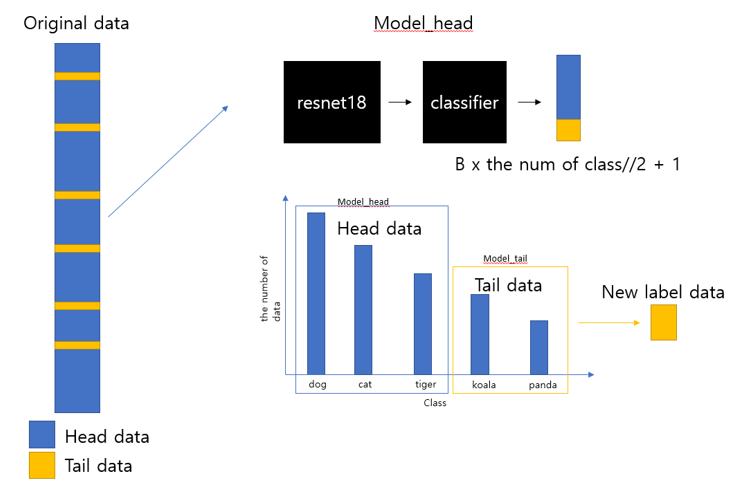 Original data
Model_head
resnet18
classifier
B x the num of class//2 + 1
Model_head
Head data
Model_tail
Tail data
New label data
the number of
data
dog
cat
tiger
koala
panda
Class
Head data
Tail data